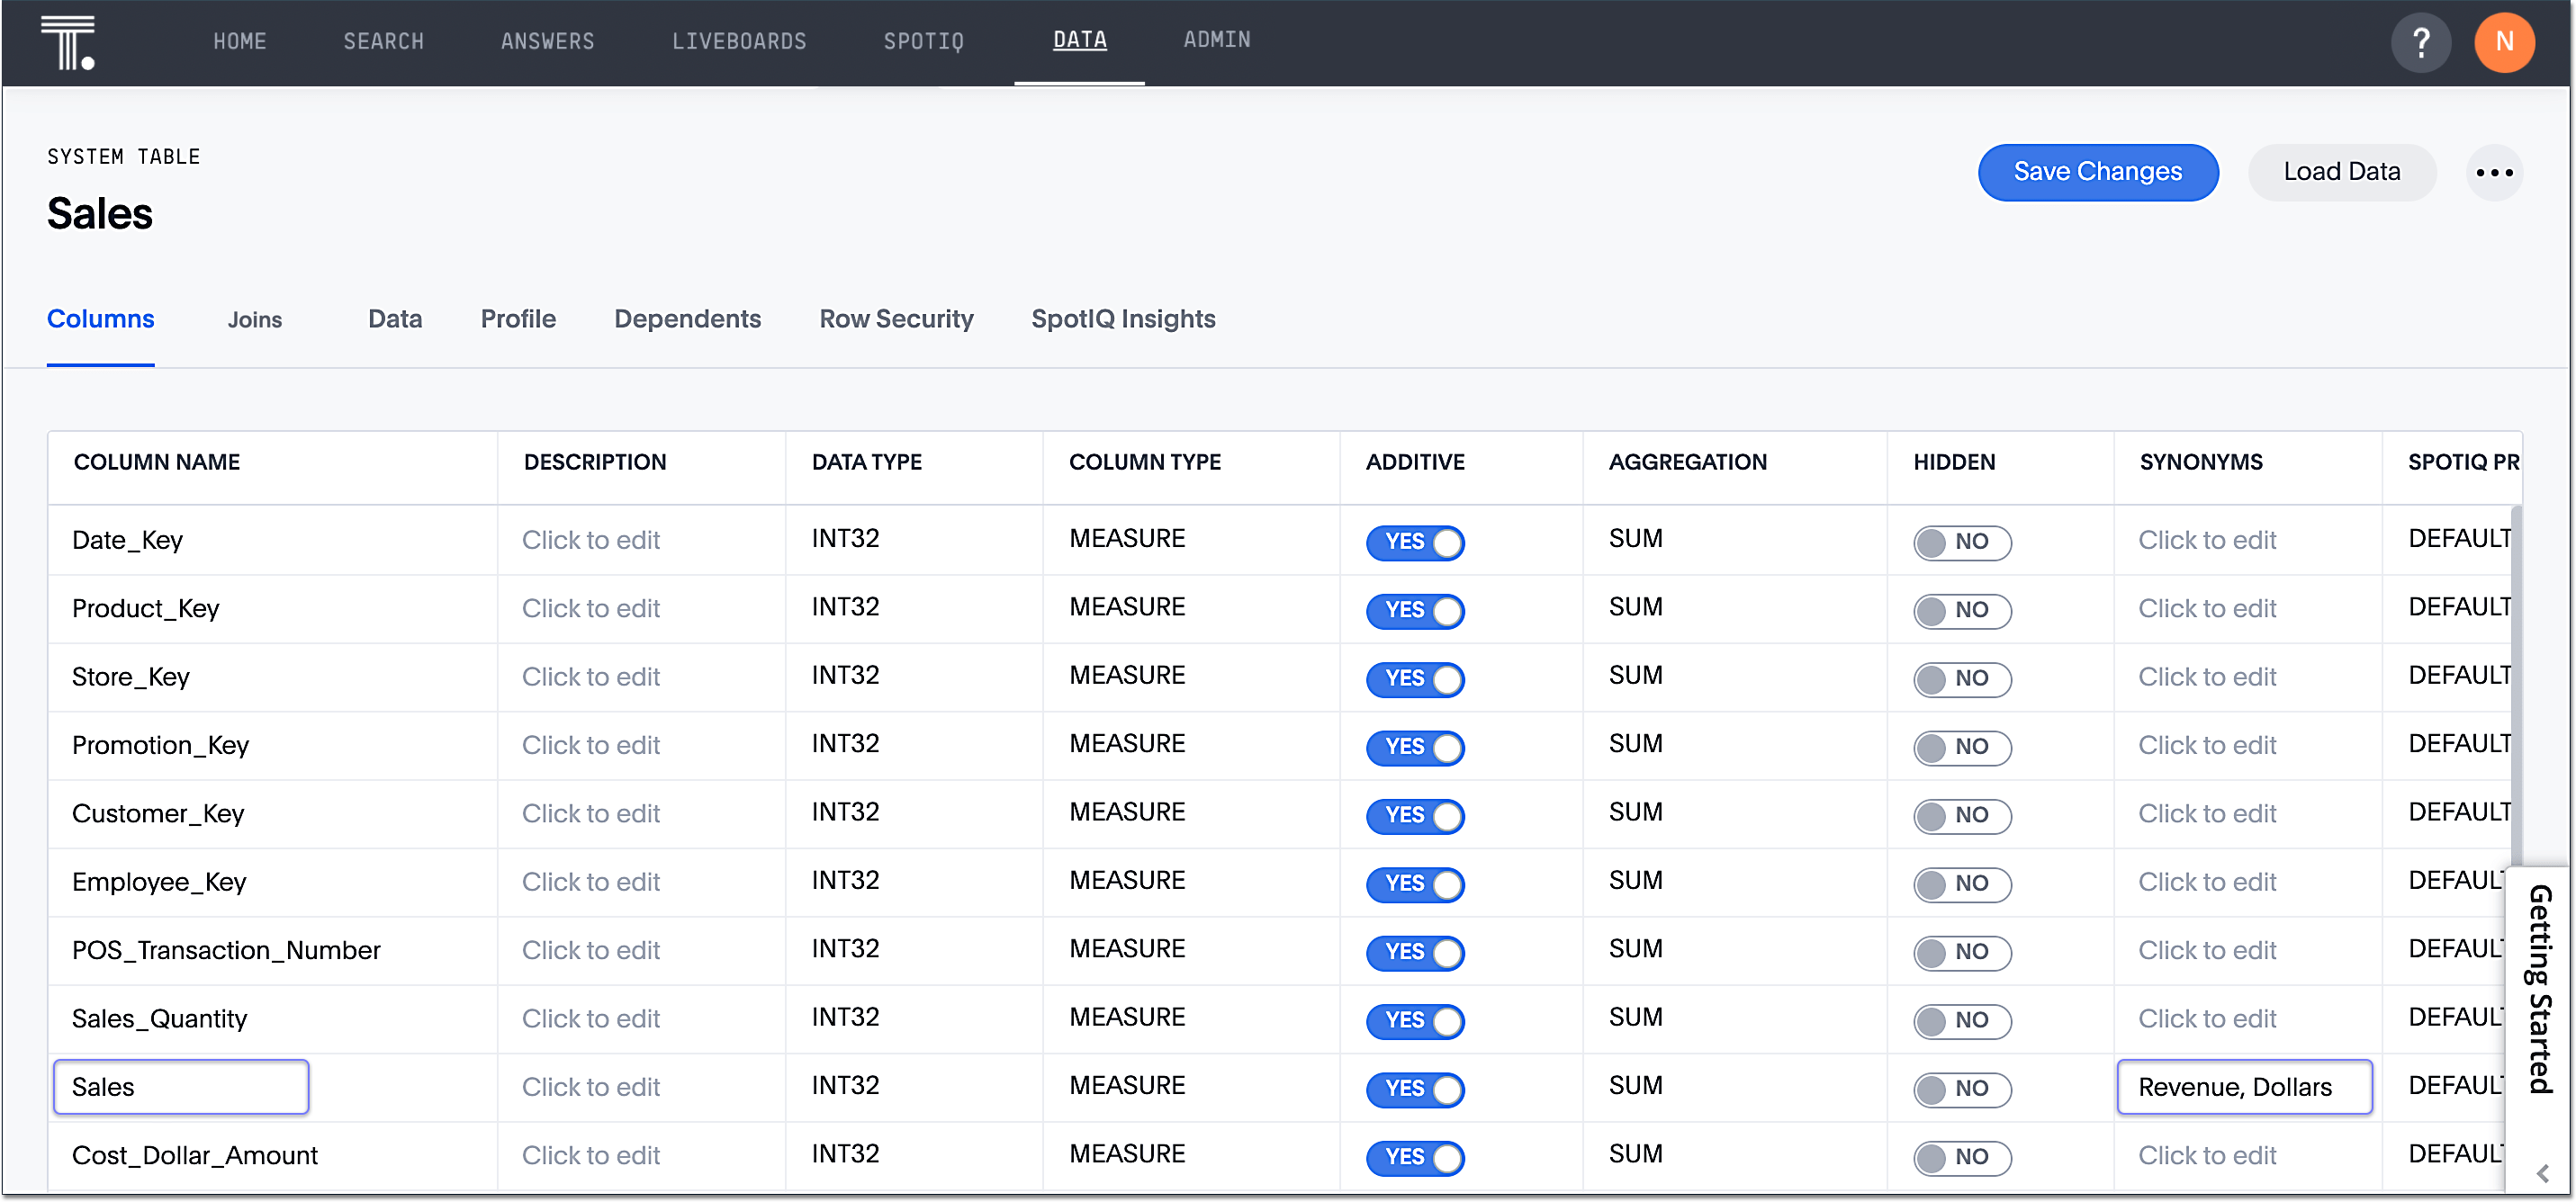 T. HOME SEARCH ANSWERS LIVEBOARDS SPOTIQ DATA ADMIN ? N
SYSTEM TABLE
Sales
Save Changes Load Data
Columns Joins Data Profile Dependents Row Security SpotIQ Insights
COLUMN NAME DESCRIPTION DATA TYPE COLUMN TYPE ADDITIVE AGGREGATION HIDDEN SYNONYMS SPOTIQ PR
Date_Key Click to edit INT32 MEASURE YES SUM NO Click to edit DEFAULT
Product_Key Click to edit INT32 MEASURE YES SUM NO Click to edit DEFAULT
Store_Key Click to edit INT32 MEASURE YES SUM NO Click to edit DEFAULT
Promotion_Key Click to edit INT32 MEASURE YES SUM NO Click to edit DEFAULT
Customer_Key Click to edit INT32 MEASURE YES SUM NO Click to edit DEFAULT
Employee_Key Click to edit INT32 MEASURE YES SUM NO Click to edit DEFAULT
POS_Transaction_Number Click to edit INT32 MEASURE YES SUM NO Click to edit DEFAULT
Sales_Quantity Click to edit INT32 MEASURE YES SUM NO Click to edit DEFAULT
Sales Click to edit INT32 MEASURE YES SUM NO Revenue, Dollars DEFAULT
Cost_Dollar_Amount Click to edit INT32 MEASURE YES SUM NO Click to edit DEFAULT
Getting Started